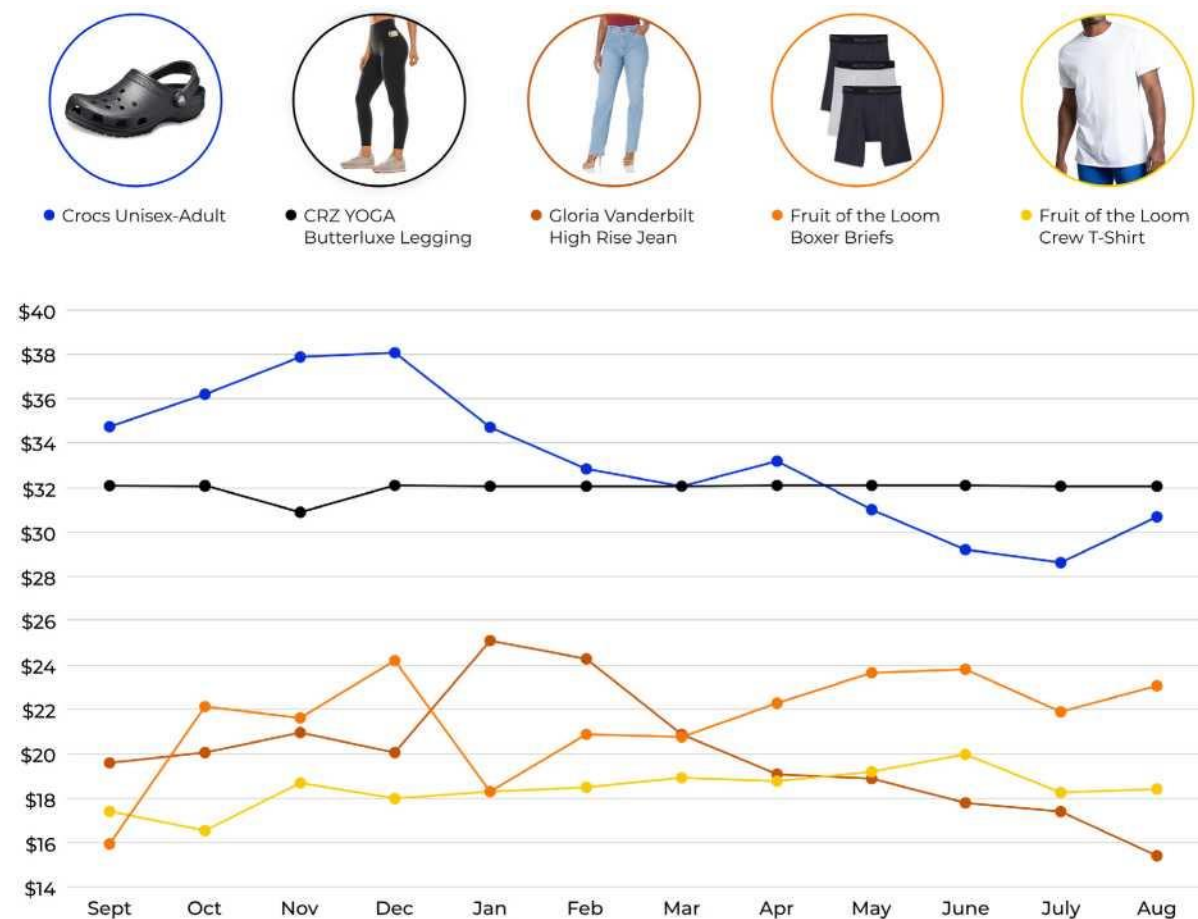 Crocs Unisex-Adult
CRZ YOGA
Butterluxe Legging
Gloria Vanderbilt
High Rise Jean
Fruit of the Loom
Boxer Briefs
Fruit of the Loom
Crew T-Shirt
$40
$38
$36
$34
$32
$30
$28
$26
$24
$22
$20
$18
$16
$14
Sept Oct Nov Dec Jan Feb Mar Apr May June July Aug